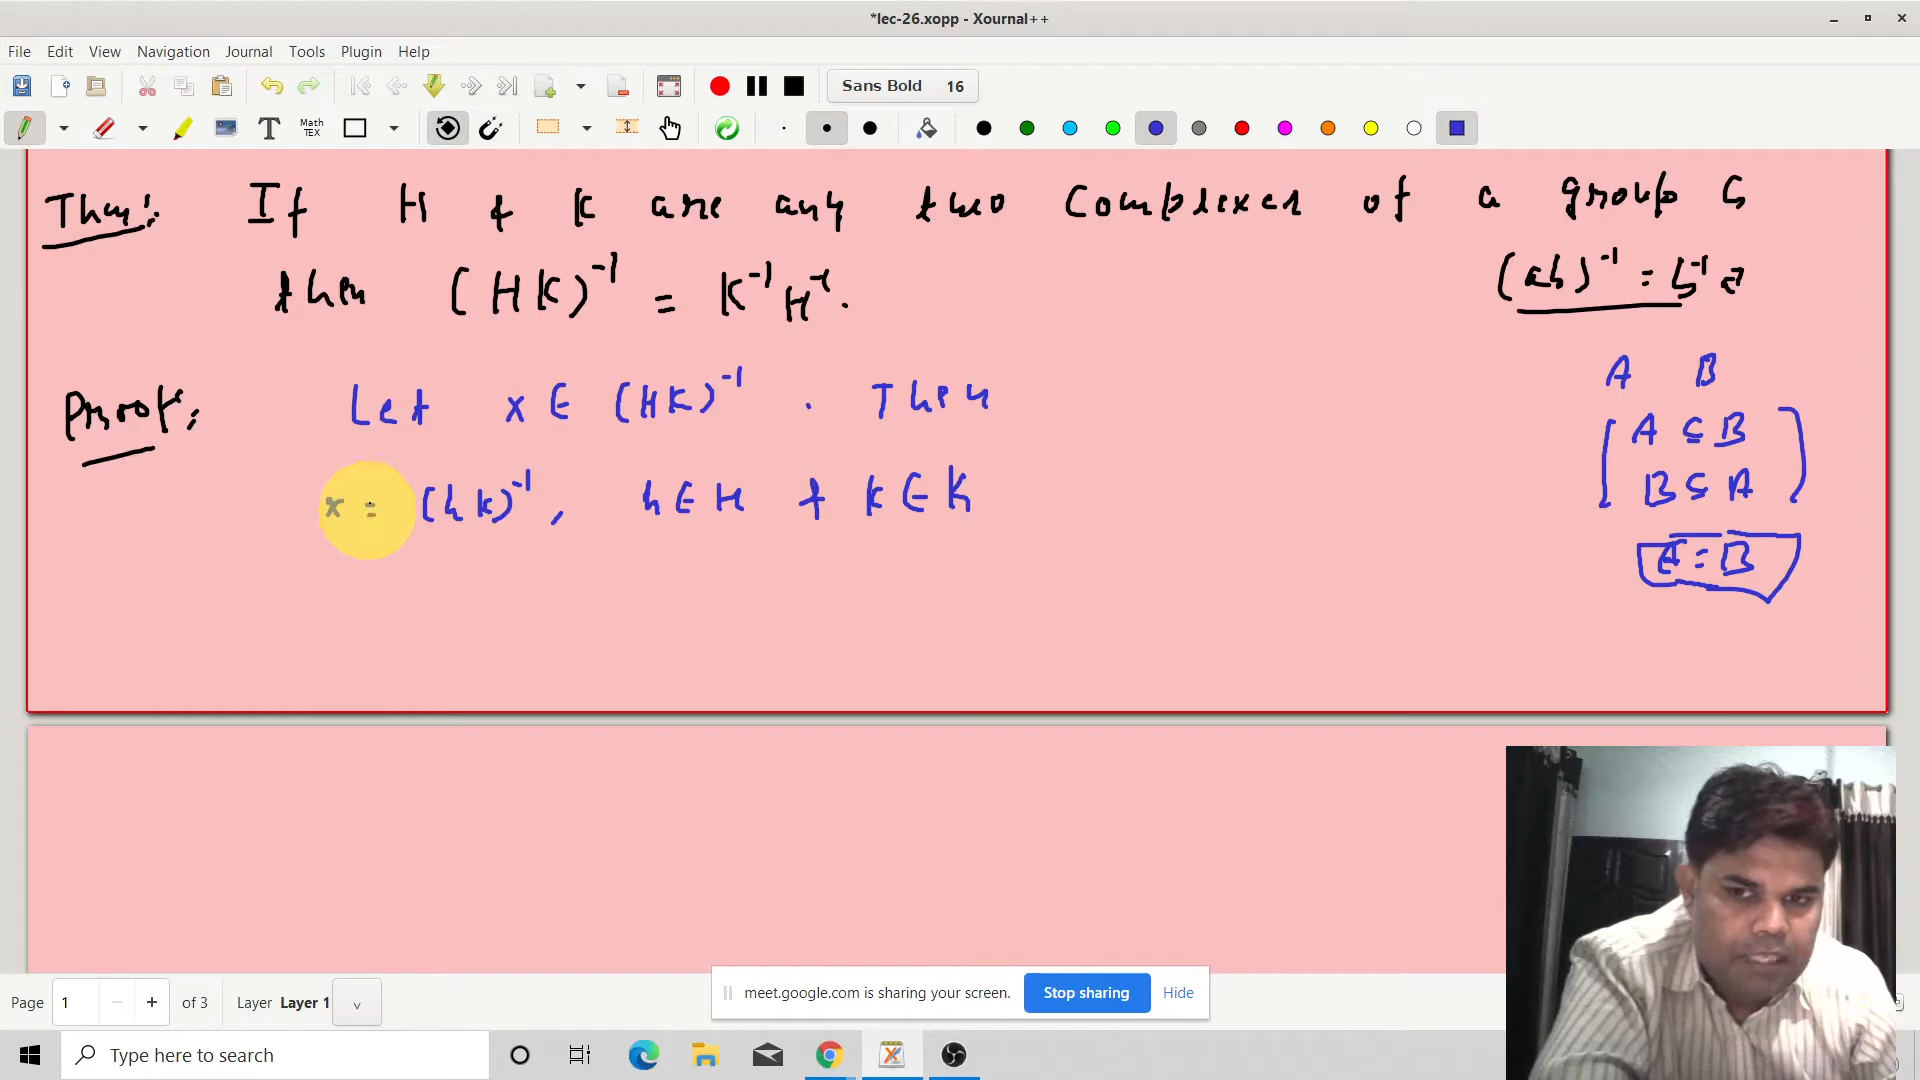 *lec-26.xopp - Xournal++
File Edit View Navigation Journal Tools Plugin Help
Sans Bold 16
Math
TEX
Thm: If H & K are any two Complexes of a group G
then (HK)⁻¹ = K⁻¹ H⁻¹.
(ab)⁻¹ = b⁻¹ a
Proof: Let x ∈ (HK)⁻¹ . Then
x = (hk)⁻¹, h ∈ H & k ∈ K
A B
A ⊆ B
B ⊆ A
A = B
meet.google.com is sharing your screen. Stop sharing Hide
Page 1 of 3 Layer Layer 1
Type here to search